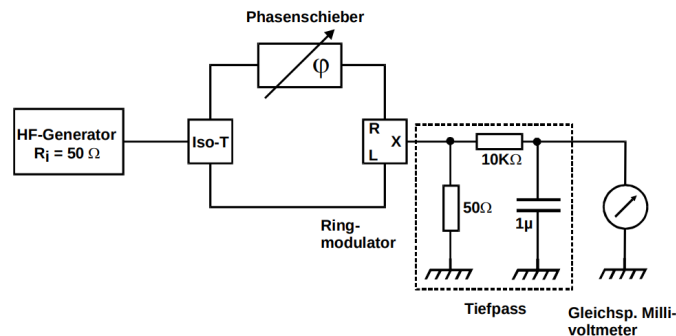 Phasenschieber
φ
HF-Generator
Ri = 50 Ω
Iso-T
R
L
X
10KΩ
50Ω
1µ
Ring-
modulator
Tiefpass
Gleichsp. Milli-
voltmeter